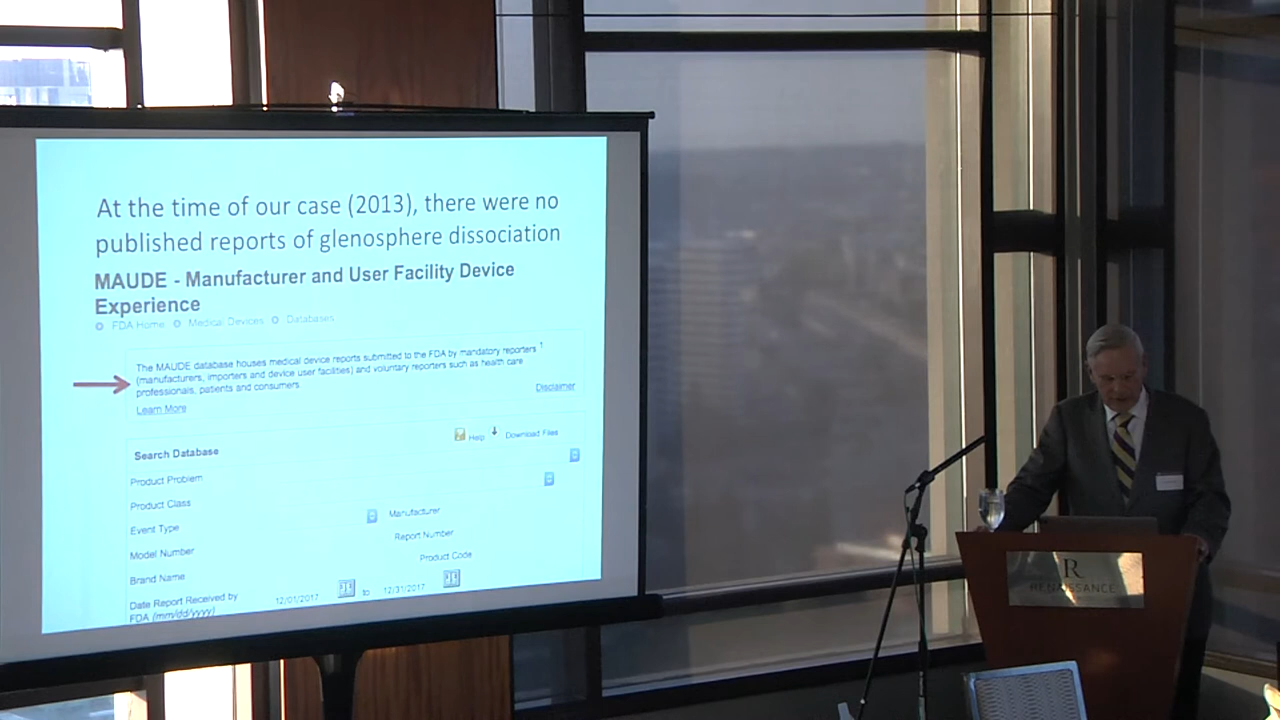 At the time of our case (2013), there were no
published reports of glenosphere dissociation
MAUDE - Manufacturer and User Facility Device
Experience
FDA Home Medical Devices Databases
The MAUDE database houses medical device reports submitted to the FDA by mandatory reporters 1
(manufacturers, importers and device user facilities) and voluntary reporters such as health care
professionals, patients and consumers
Disclaimer
Learn More
Help Download Files
Search Database
Product Problem
Product Class
Event Type
Manufacturer
Model Number
Report Number
Brand Name
Product Code
Date Report Received by
FDA (mm/dd/yyyy)
12/01/2017 to 12/31/2017
R
RENAISSANCE